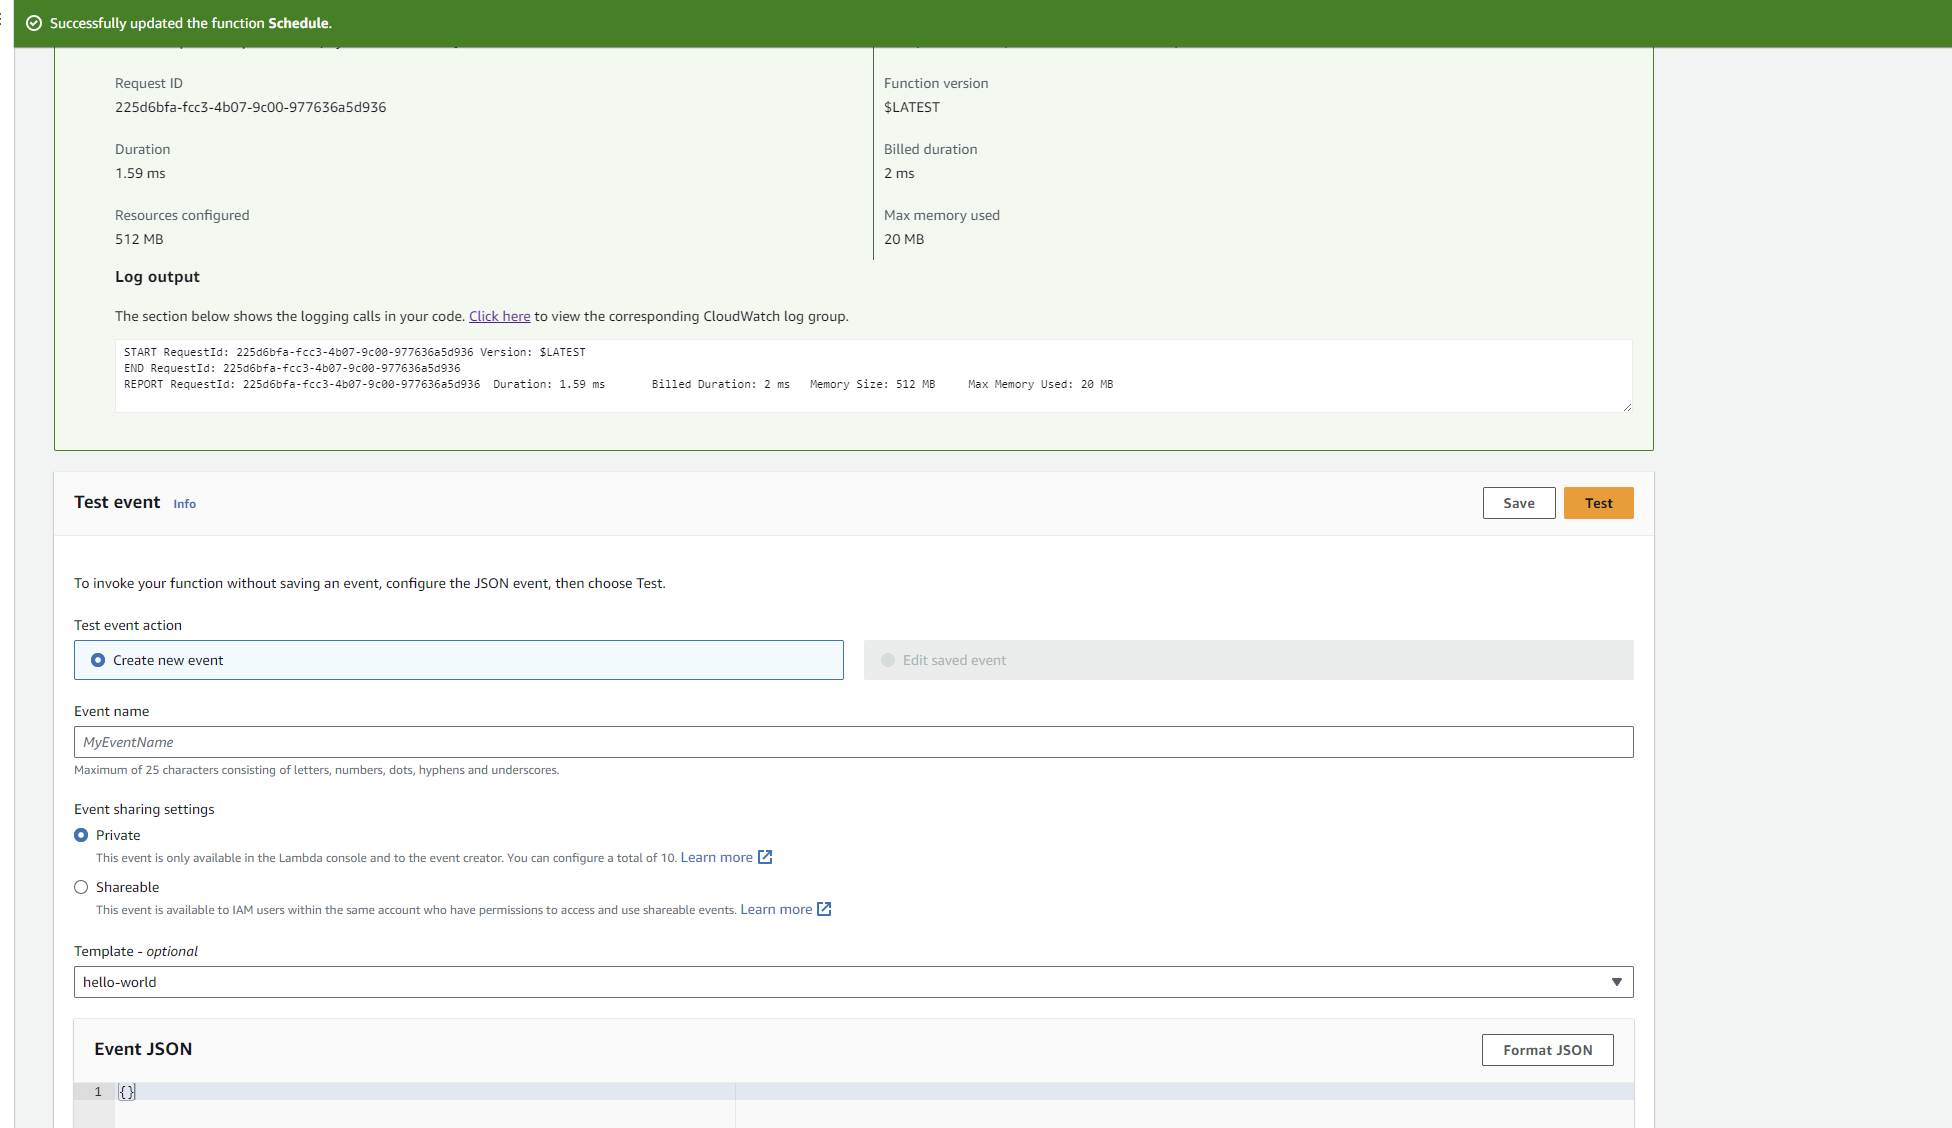 Successfully updated the function Schedule.
Request ID
225d6bfa-fcc3-4b07-9c00-977636a5d936
Function version
$LATEST
Duration
1.59 ms
Billed duration
2 ms
Resources configured
512 MB
Max memory used
20 MB
Log output
The section below shows the logging calls in your code. Click here to view the corresponding CloudWatch log group.
START RequestId: 225d6bfa-fcc3-4b07-9c00-977636a5d936 Version: $LATEST
END RequestId: 225d6bfa-fcc3-4b07-9c00-977636a5d936
REPORT RequestId: 225d6bfa-fcc3-4b07-9c00-977636a5d936 Duration: 1.59 ms Billed Duration: 2 ms Memory Size: 512 MB Max Memory Used: 20 MB
Test event Info
Save
Test
To invoke your function without saving an event, configure the JSON event, then choose Test.
Test event action
Create new event
Edit saved event
Event name
MyEventName
Maximum of 25 characters consisting of letters, numbers, dots, hyphens and underscores.
Event sharing settings
Private
This event is only available in the Lambda console and to the event creator. You can configure a total of 10. Learn more
Shareable
This event is available to IAM users within the same account who have permissions to access and use shareable events. Learn more
Template - optional
hello-world
Event JSON
Format JSON
1 {}